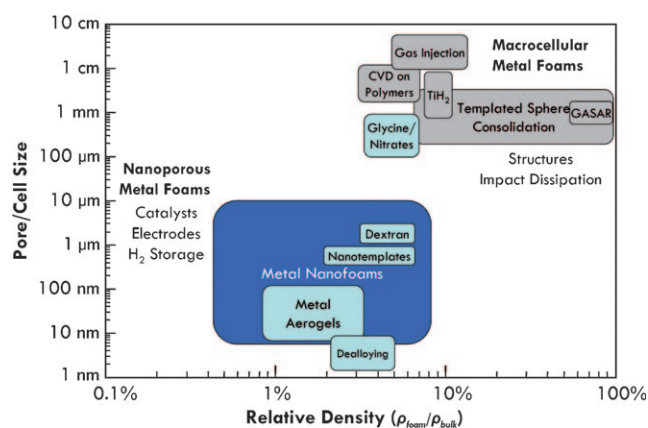 10 cm
1 cm
1 mm
100 µm
10 µm
1 µm
100 nm
10 nm
1 nm
Pore/Cell Size
Gas Injection
Macrocellular
Metal Foams
CVD on
Polymers
TiH₂
Templated Sphere
Consolidation
GASAR
Glycine/
Nitrates
Structures
Impact Dissipation
Nanoporous
Metal Foams
Catalysts
Electrodes
H₂ Storage
Dextran
Nanotemplates
Metal Nanofoams
Metal
Aerogels
Dealloying
0.1% 1% 10% 100%
Relative Density (ρfoam/ρbulk)